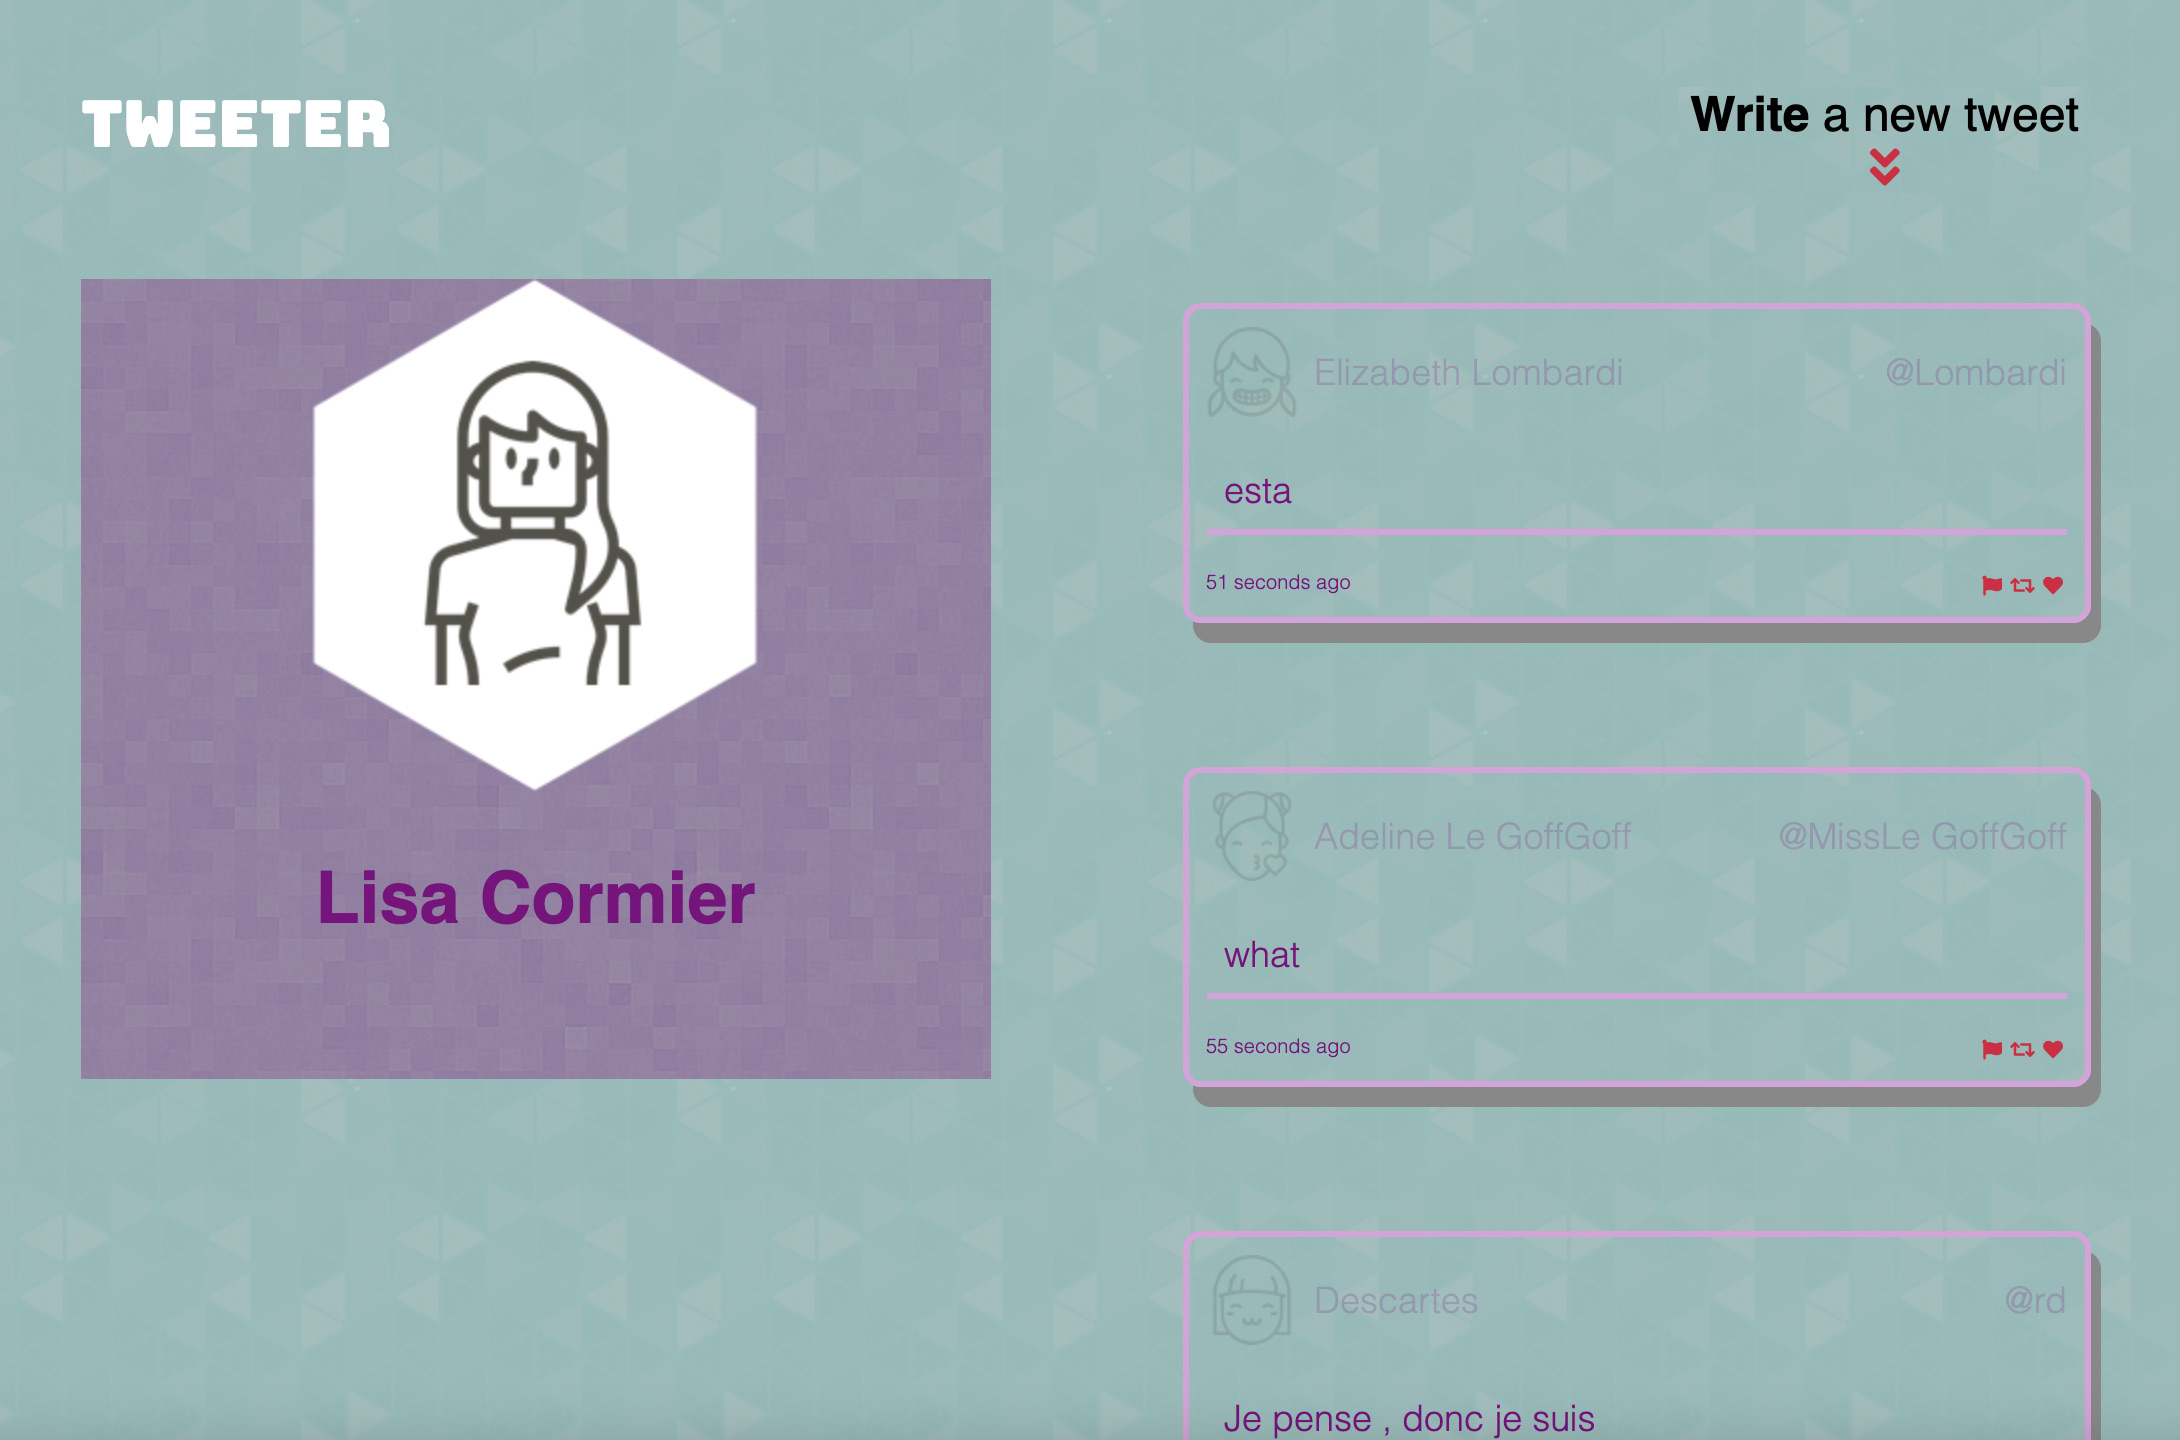 TWEETER
Write a new tweet
Lisa Cormier
Elizabeth Lombardi @Lombardi
esta
51 seconds ago
Adeline Le GoffGoff @MissLe GoffGoff
what
55 seconds ago
Descartes @rd
Je pense , donc je suis